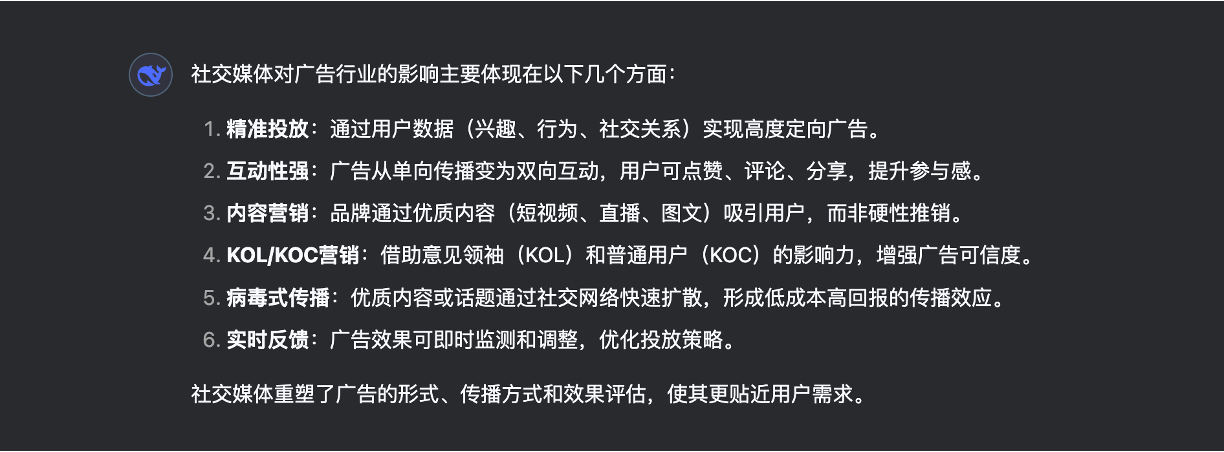 社交媒体对广告行业的影响主要体现在以下几个方面：
1. 精准投放：通过用户数据（兴趣、行为、社交关系）实现高度定向广告。
2. 互动性强：广告从单向传播变为双向互动，用户可点赞、评论、分享，提升参与感。
3. 内容营销：品牌通过优质内容（短视频、直播、图文）吸引用户，而非硬性推销。
4. KOL/KOC营销：借助意见领袖（KOL）和普通用户（KOC）的影响力，增强广告可信度。
5. 病毒式传播：优质内容或话题通过社交网络快速扩散，形成低成本高回报的传播效应。
6. 实时反馈：广告效果可即时监测和调整，优化投放策略。
社交媒体重塑了广告的形式、传播方式和效果评估，使其更贴近用户需求。